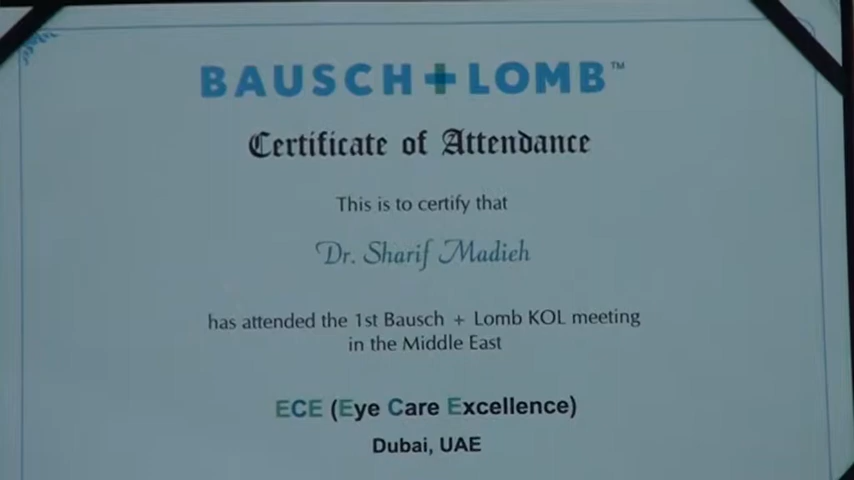 BAUSCH + LOMB™
Certificate of Attendance
This is to certify that
Dr. Sharif Madieh
has attended the 1st Bausch + Lomb KOL meeting
in the Middle East
ECE (Eye Care Excellence)
Dubai, UAE